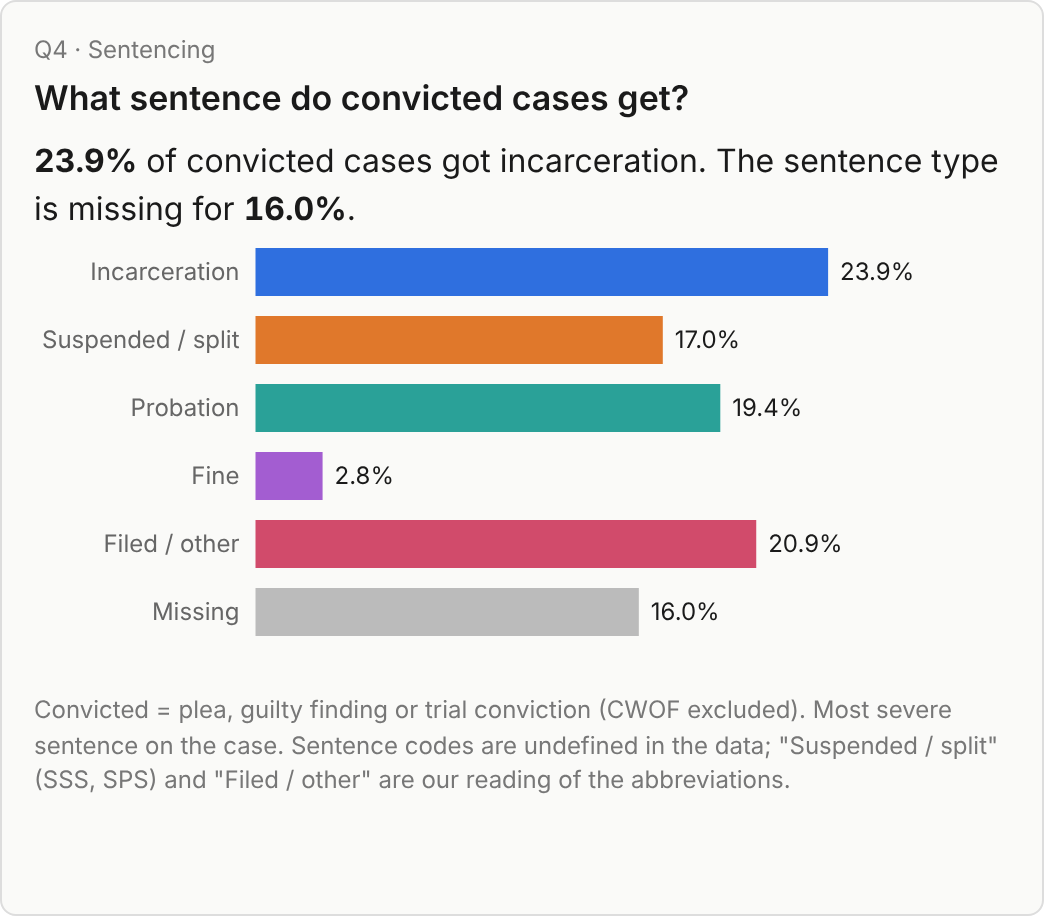 Q4 · Sentencing
What sentence do convicted cases get?
23.9% of convicted cases got incarceration. The sentence type
is missing for 16.0%.
Incarceration 23.9%
Suspended / split 17.0%
Probation 19.4%
Fine 2.8%
Filed / other 20.9%
Missing 16.0%
Convicted = plea, guilty finding or trial conviction (CWOF excluded). Most severe
sentence on the case. Sentence codes are undefined in the data; "Suspended / split"
(SSS, SPS) and "Filed / other" are our reading of the abbreviations.